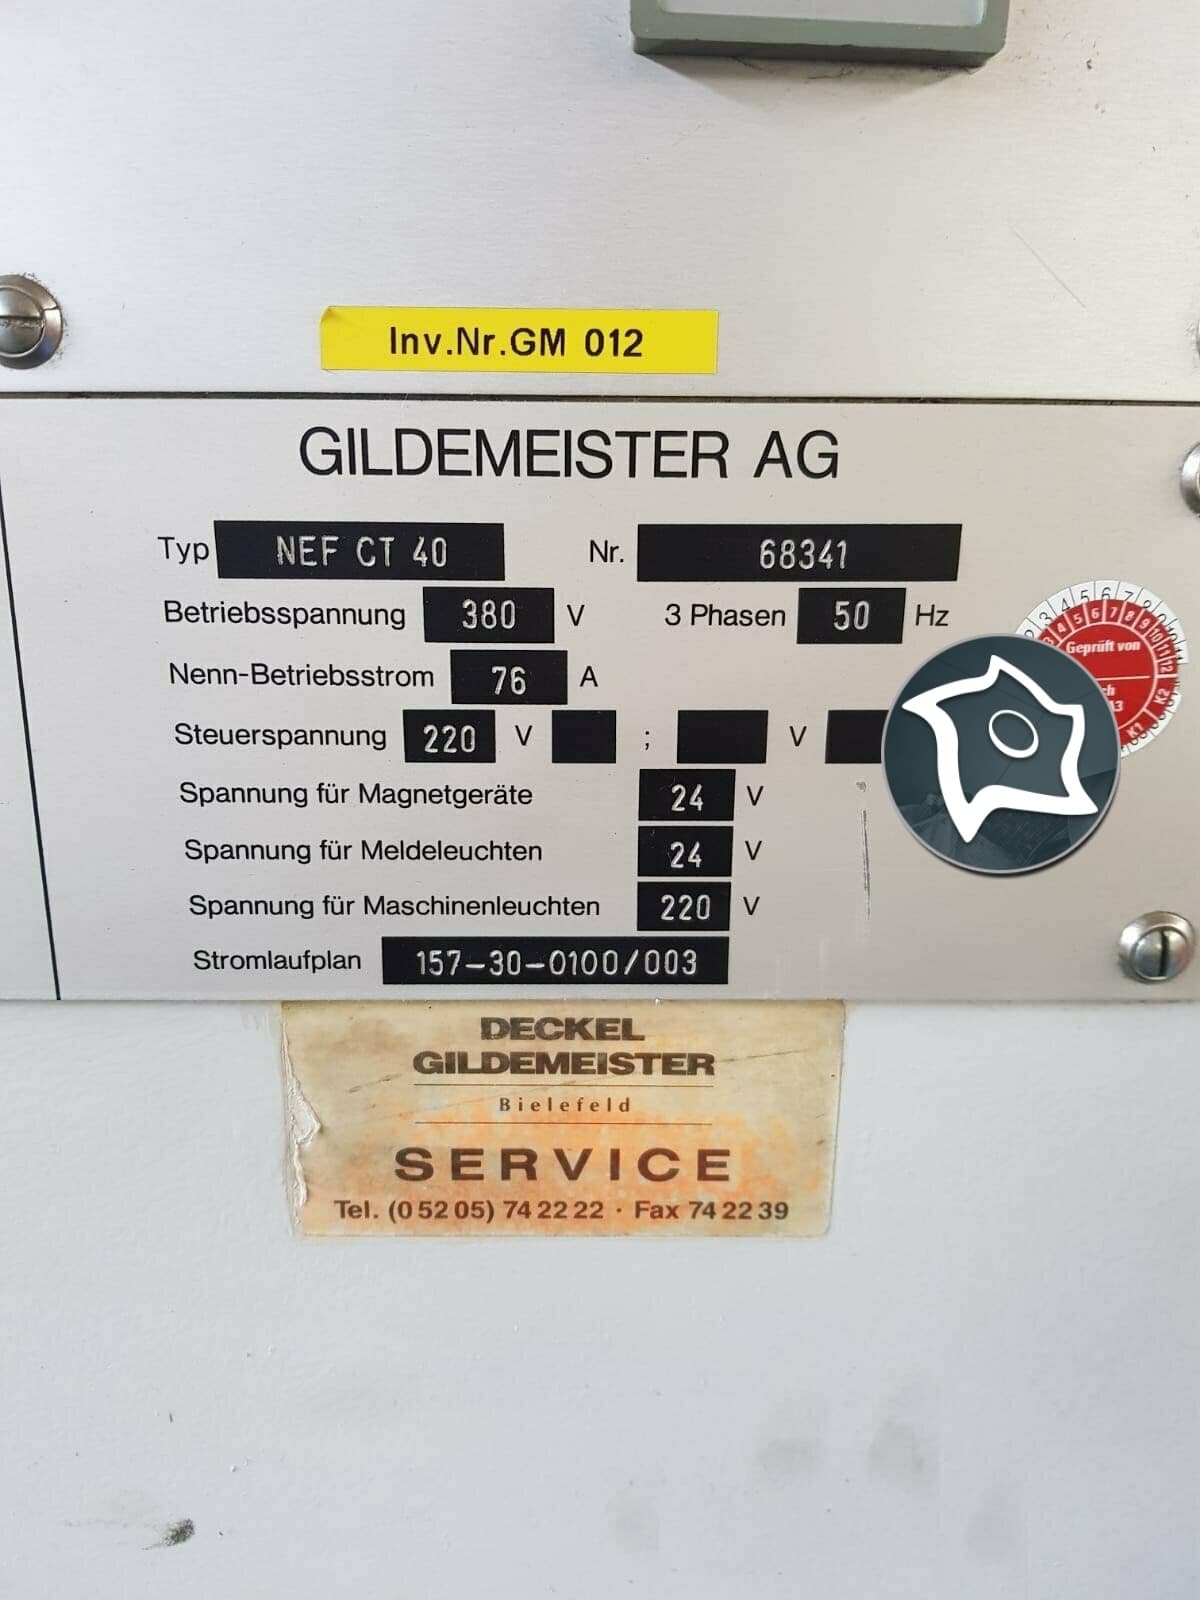 Inv.Nr.GM 012
GILDEMEISTER AG
Typ NEF CT 40 Nr. 68341
Betriebsspannung 380 V 3 Phasen 50 Hz
Nenn-Betriebsstrom 76 A
Steuerspannung 220 V ; V
Spannung für Magnetgeräte 24 V
Spannung für Meldeleuchten 24 V
Spannung für Maschinenleuchten 220 V
Stromlaufplan 157-30-0100/003
Geprüft von
DECKEL
GILDEMEISTER
Bielefeld
SERVICE
Tel. (0 52 05) 74 22 22 · Fax 74 22 39